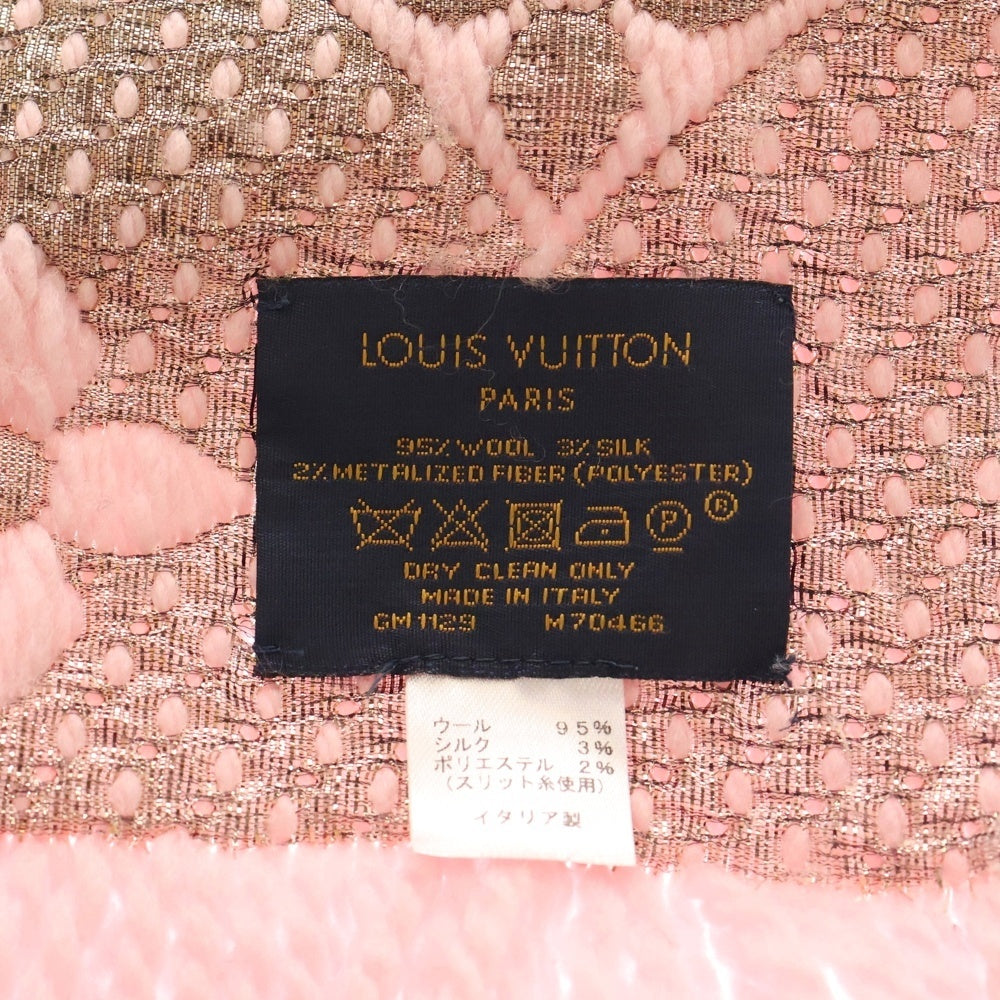 LOUIS VUITTON
PARIS
95% WOOL 3% SILK
2% METALIZED FIBER (POLYESTER)
P ®
DRY CLEAN ONLY
MADE IN ITALY
GM1129 M70466
ウール 95%
シルク 3%
ポリエステル 2%
(スリット糸使用)
イタリア製